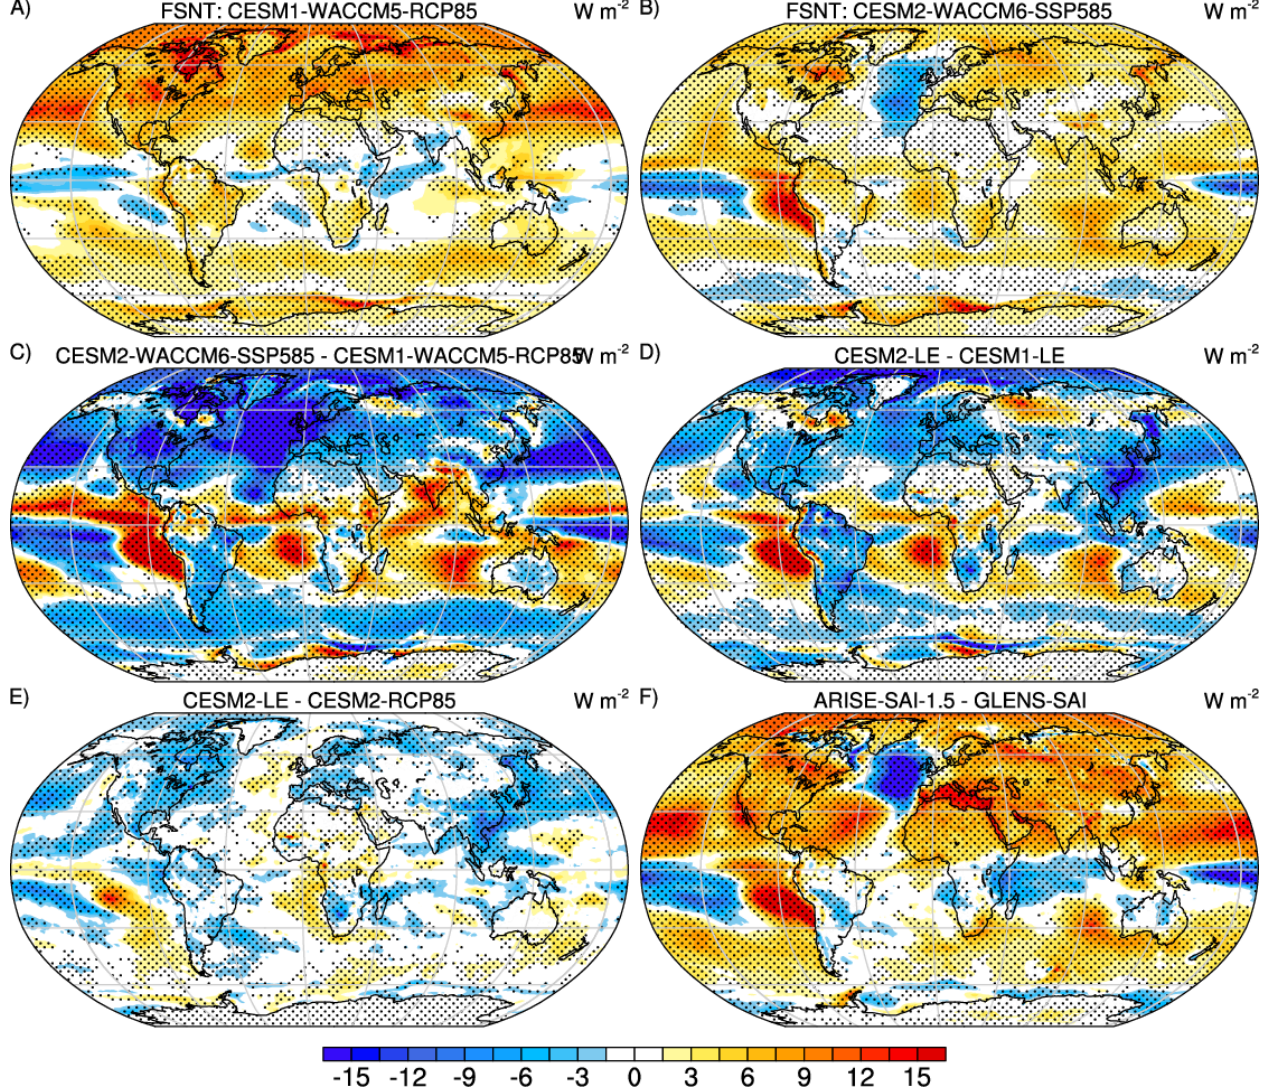 A) FSNT: CESM1-WACCM5-RCP85 W m-2
B) FSNT: CESM2-WACCM6-SSP585 W m-2
C) CESM2-WACCM6-SSP585 - CESM1-WACCM5-RCP85 W m-2
D) CESM2-LE - CESM1-LE W m-2
E) CESM2-LE - CESM2-RCP85 W m-2
F) ARISE-SAI-1.5 - GLENS-SAI W m-2
-15 -12 -9 -6 -3 0 3 6 9 12 15